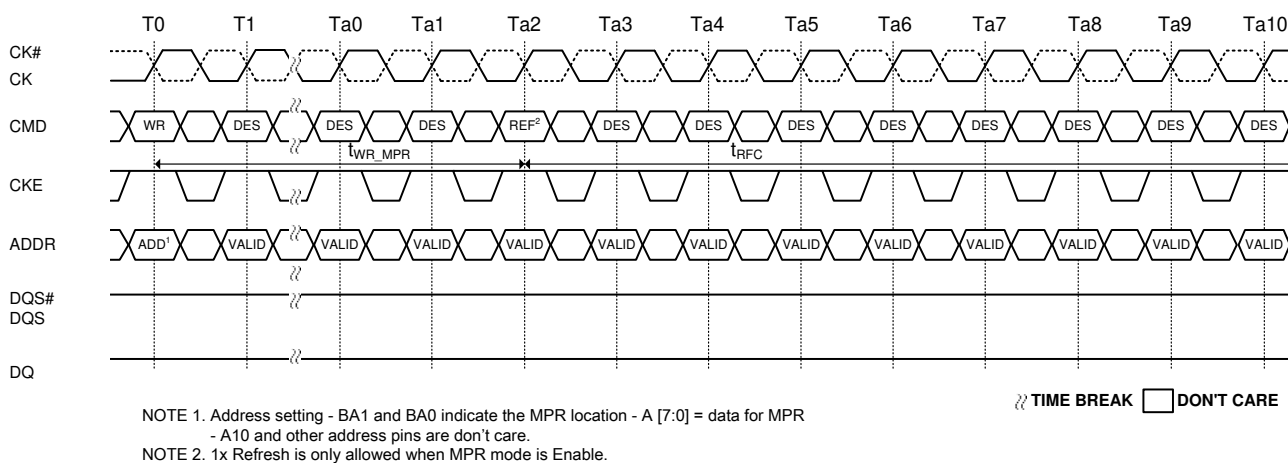 T0 T1 Ta0 Ta1 Ta2 Ta3 Ta4 Ta5 Ta6 Ta7 Ta8 Ta9 Ta10
CK#
CK
CMD WR DES DES DES REF2 DES DES DES DES DES DES DES DES
tWR_MPR tRFC
CKE
ADDR ADD1 VALID VALID VALID VALID VALID VALID VALID VALID VALID VALID VALID VALID
DQS#
DQS
DQ
TIME BREAK DON'T CARE
NOTE 1. Address setting - BA1 and BA0 indicate the MPR location - A [7:0] = data for MPR
- A10 and other address pins are don't care.
NOTE 2. 1x Refresh is only allowed when MPR mode is Enable.